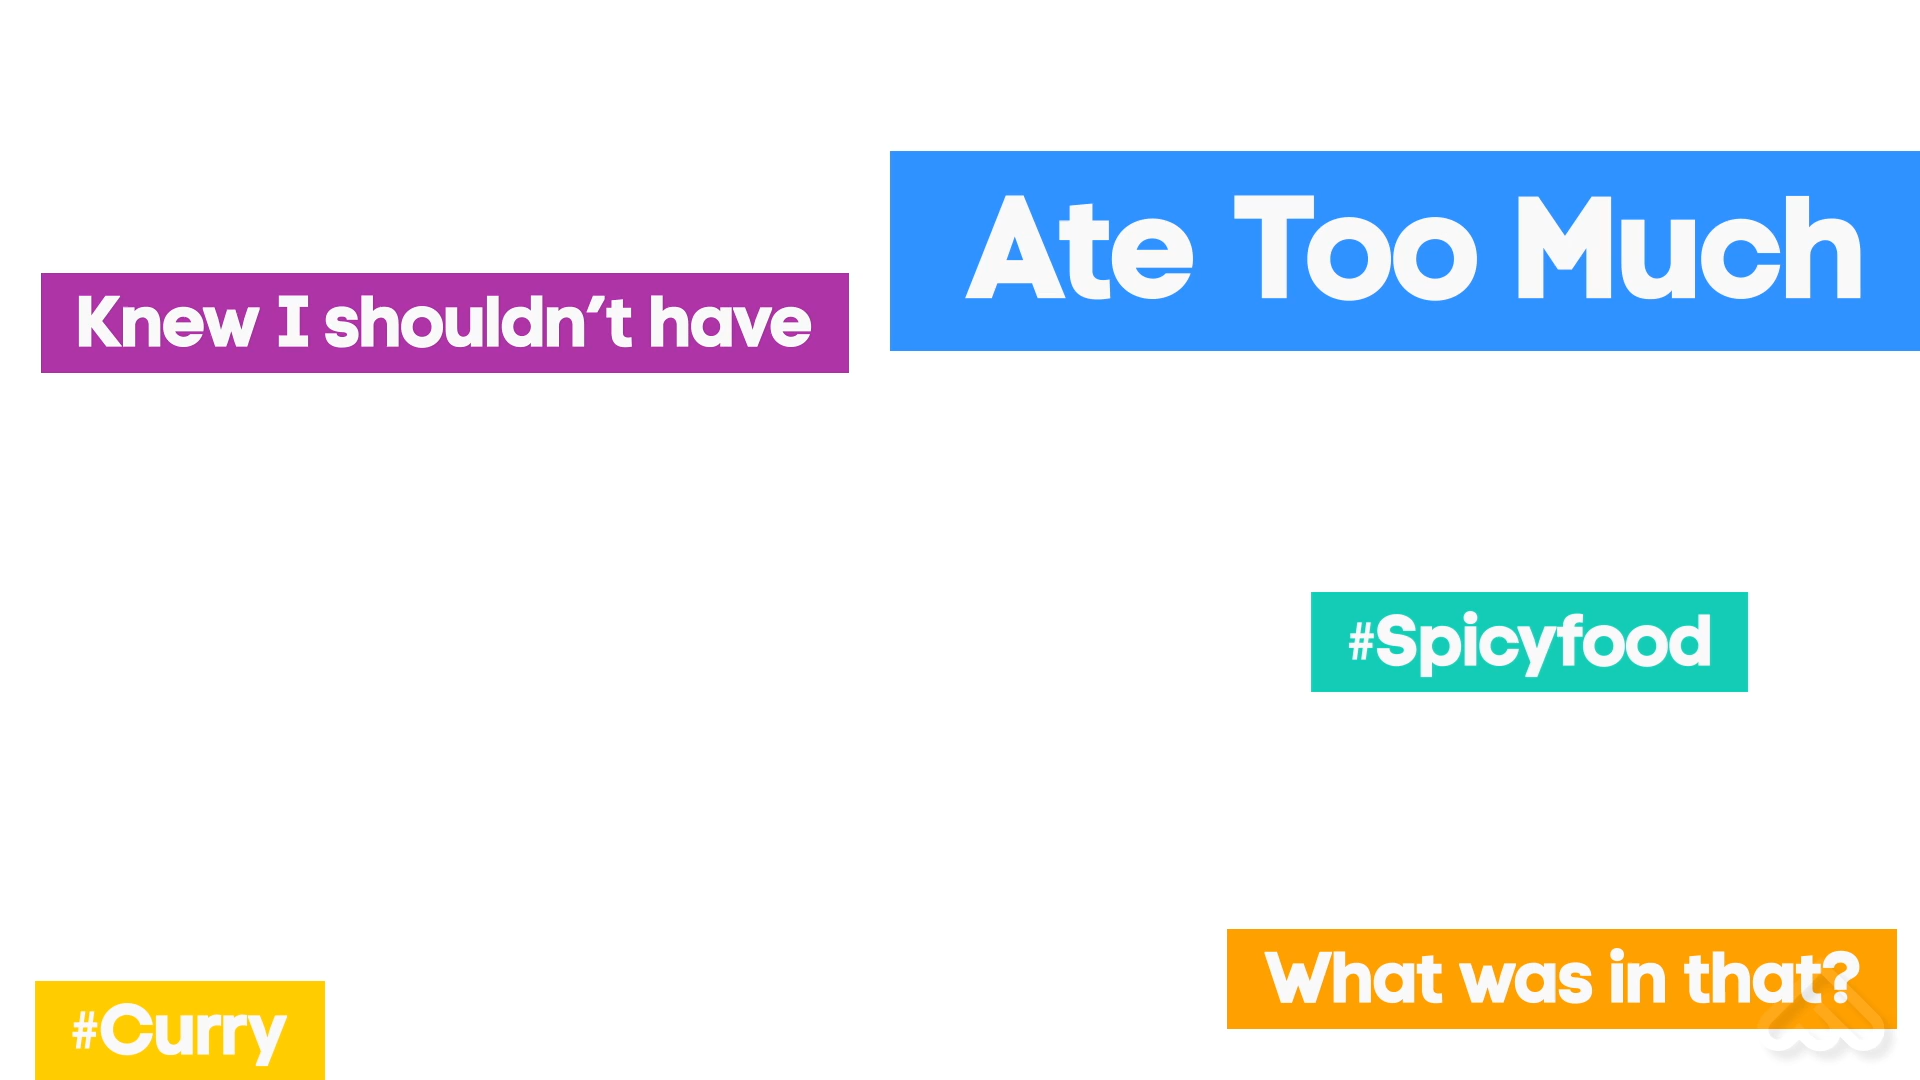 Ate Too Much
Knew I shouldn't have
#Spicyfood
What was in that?
#Curry